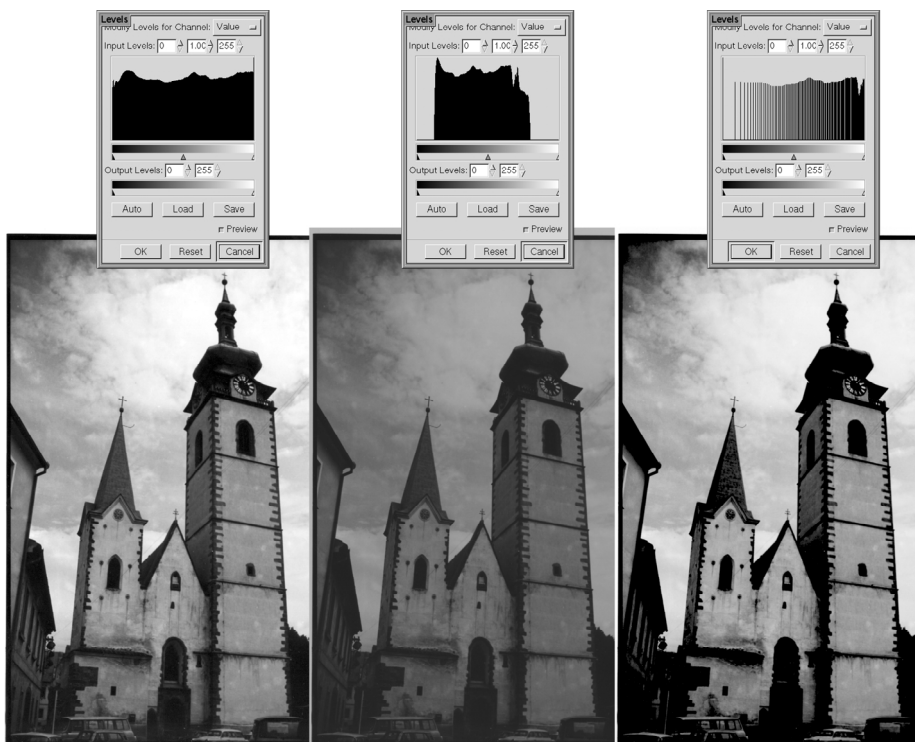 Levels
Modify Levels for Channel: Value
Input Levels: 0 1.00 255
Output Levels: 0 255
Auto Load Save
Preview
OK Reset Cancel
Levels
Modify Levels for Channel: Value
Input Levels: 0 1.00 255
Output Levels: 0 255
Auto Load Save
Preview
OK Reset Cancel
Levels
Modify Levels for Channel: Value
Input Levels: 0 1.00 255
Output Levels: 0 255
Auto Load Save
Preview
OK Reset Cancel